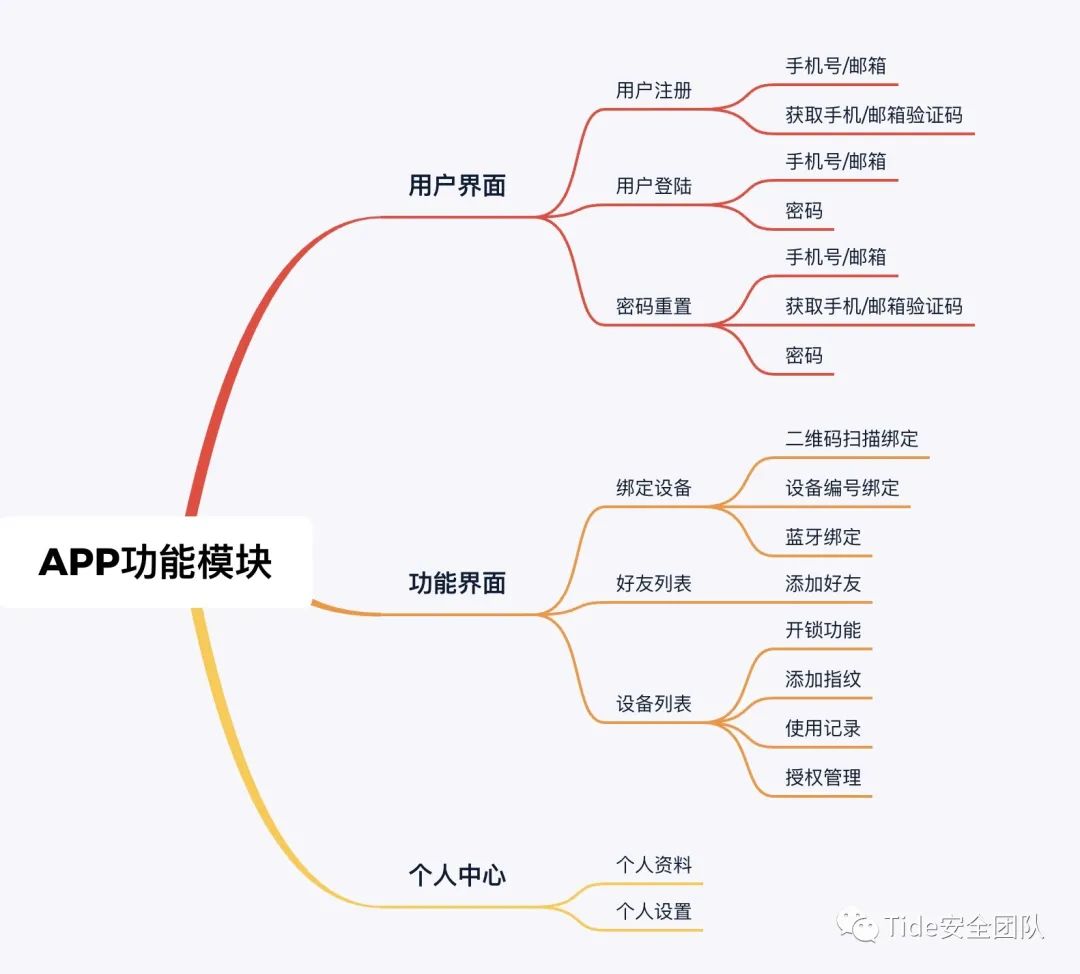 用户界面
用户注册
手机号/邮箱
获取手机/邮箱验证码
用户登陆
手机号/邮箱
密码
密码重置
手机号/邮箱
获取手机/邮箱验证码
密码
APP功能模块
功能界面
绑定设备
二维码扫描绑定
设备编号绑定
蓝牙绑定
好友列表
添加好友
设备列表
开锁功能
添加指纹
使用记录
授权管理
个人中心
个人资料
个人设置
Tide安全团队